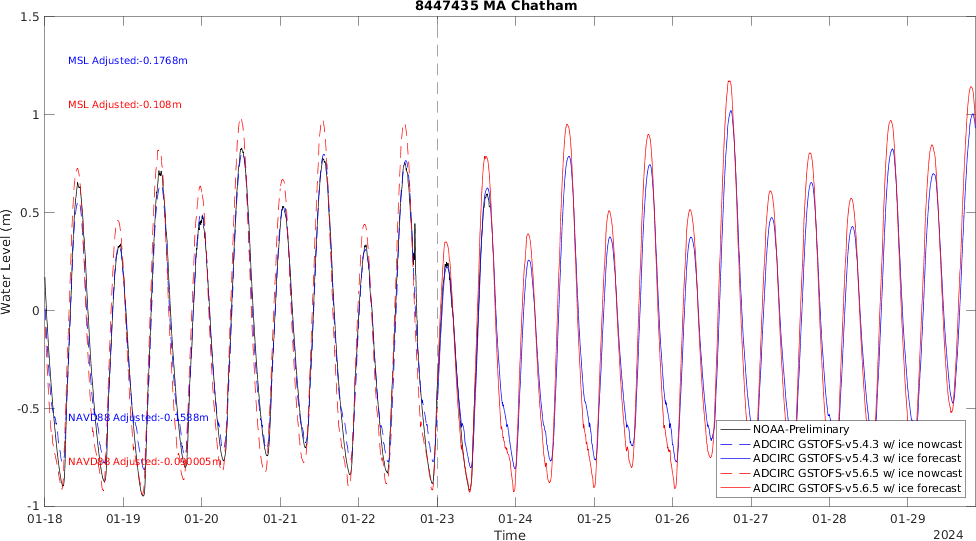 8447435 MA Chatham
1.5
MSL Adjusted:-0.1768m
MSL Adjusted:-0.108m
1
0.5
Water Level (m)
0
-0.5
NAVD88 Adjusted:-0.1538m
NOAA-Preliminary
ADCIRC GSTOFS-v5.4.3 w/ ice nowcast
ADCIRC GSTOFS-v5.4.3 w/ ice forecast
ADCIRC GSTOFS-v5.6.5 w/ ice nowcast
ADCIRC GSTOFS-v5.6.5 w/ ice forecast
NAVD88
-1
01-18 01-19 01-20 01-21 01-22 01-23 01-24 01-25 01-26 01-27 01-28 01-29
Time
2024